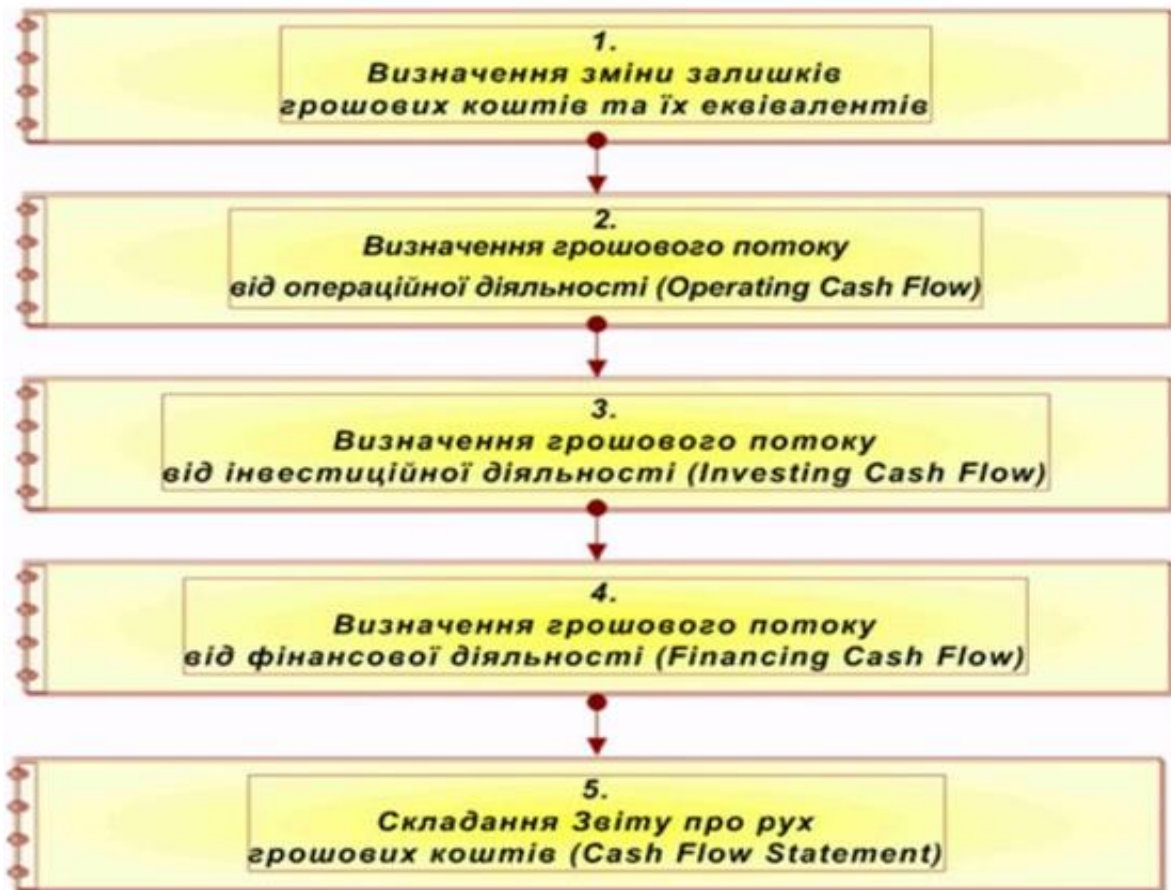 1.
Визначення зміни залишків
грошових коштів та їх еквівалентів
2.
Визначення грошового потоку
від операційної діяльності (Operating Cash Flow)
3.
Визначення грошового потоку
від інвестиційної діяльності (Investing Cash Flow)
4.
Визначення грошового потоку
від фінансової діяльності (Financing Cash Flow)
5.
Складання Звіту про рух
грошових коштів (Cash Flow Statement)